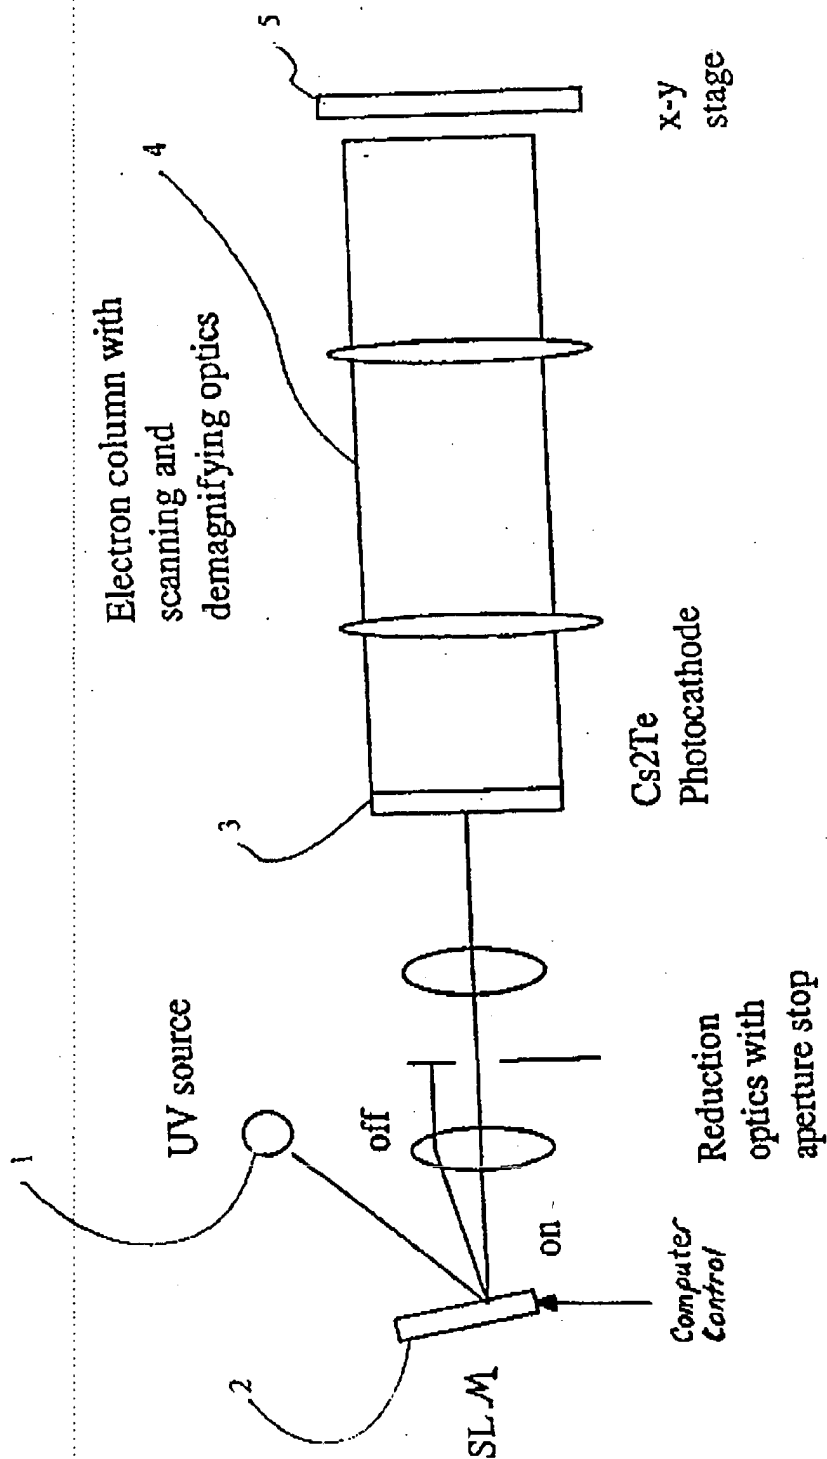 1
UV source
2
SLM
Computer
Control
on
off
Reduction
optics with
aperture stop
3
Cs2Te
Photocathode
Electron column with
scanning and
demagnifying optics
4
5
x-y
stage